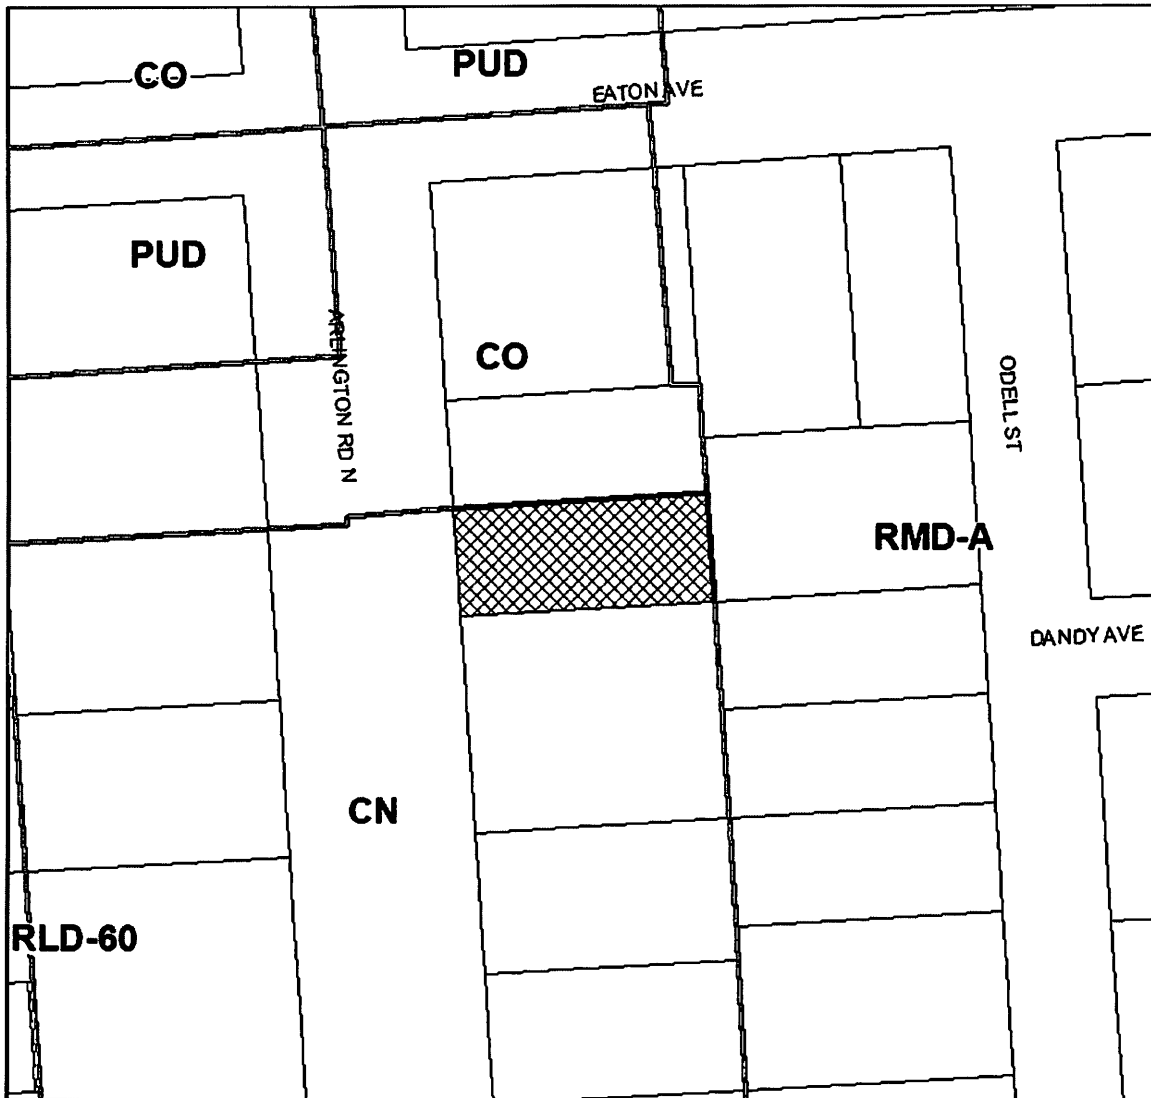 CO
PUD
EATON AVE
PUD
ARLINGTON RD N
CO
ODELL ST
RMD-A
DANDY AVE
CN
RLD-60